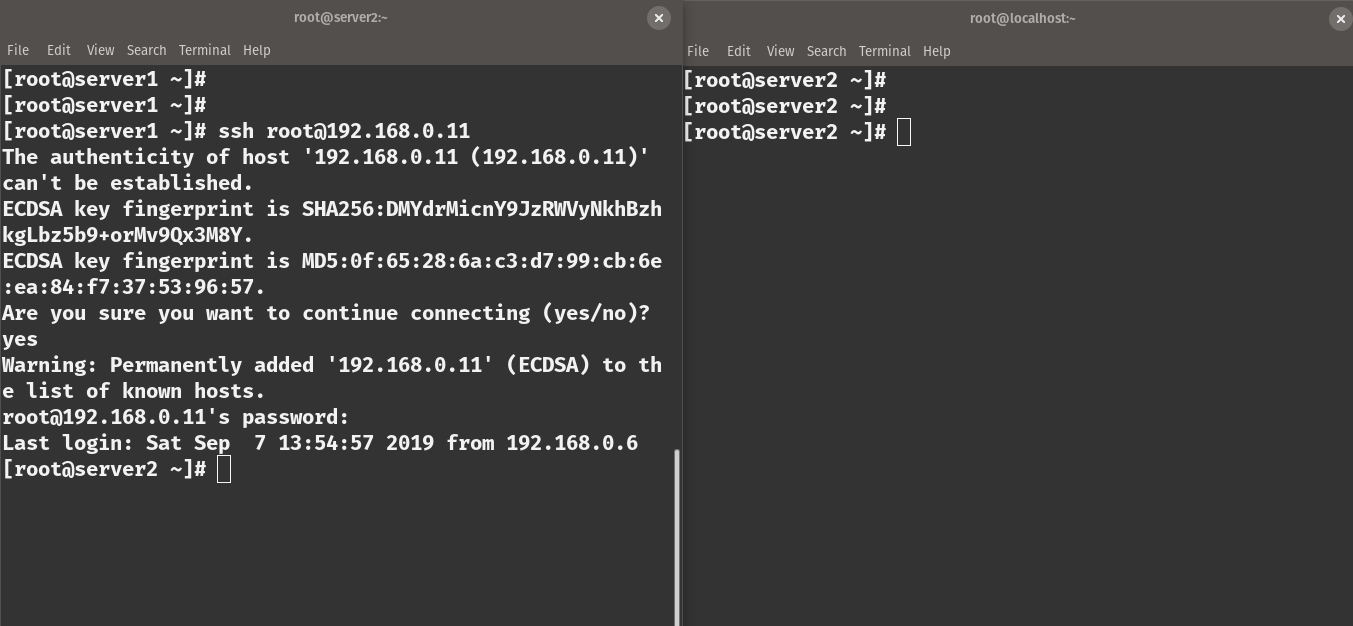 root@server2:~
File Edit View Search Terminal Help
[root@server1 ~]#
[root@server1 ~]#
[root@server1 ~]# ssh root@192.168.0.11
The authenticity of host '192.168.0.11 (192.168.0.11)'
can't be established.
ECDSA key fingerprint is SHA256:DMYdrMicnY9JzRWVyNkhBzh
kgLbz5b9+orMv9Qx3M8Y.
ECDSA key fingerprint is MD5:0f:65:28:6a:c3:d7:99:cb:6e
:ea:84:f7:37:53:96:57.
Are you sure you want to continue connecting (yes/no)?
yes
Warning: Permanently added '192.168.0.11' (ECDSA) to th
e list of known hosts.
root@192.168.0.11's password:
Last login: Sat Sep  7 13:54:57 2019 from 192.168.0.6
[root@server2 ~]#
root@localhost:~
File Edit View Search Terminal Help
[root@server2 ~]#
[root@server2 ~]#
[root@server2 ~]#